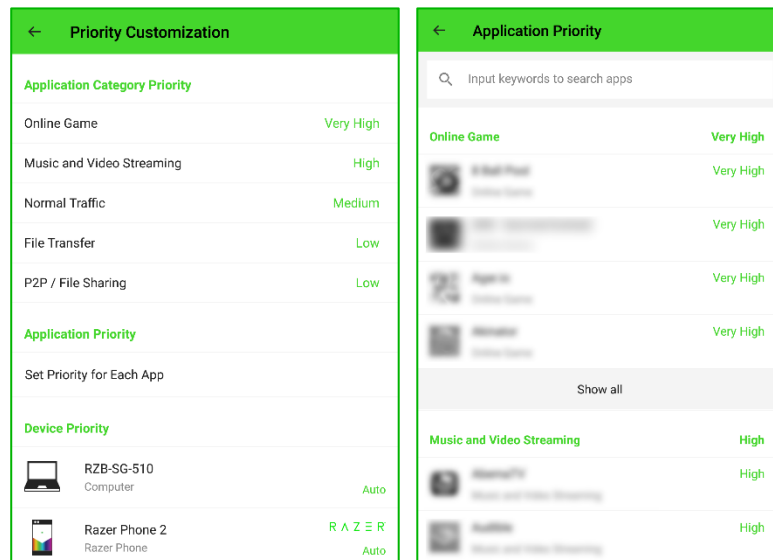 Priority Customization
Application Category Priority
Online Game Very High
Music and Video Streaming High
Normal Traffic Medium
File Transfer Low
P2P / File Sharing Low
Application Priority
Set Priority for Each App
Device Priority
RZB-SG-510
Computer
Auto
Razer Phone 2
RAZER
Razer Phone
Auto
Application Priority
Input keywords to search apps
Online Game Very High
Very High
Very High
Very High
Very High
Show all
Music and Video Streaming High
High
High